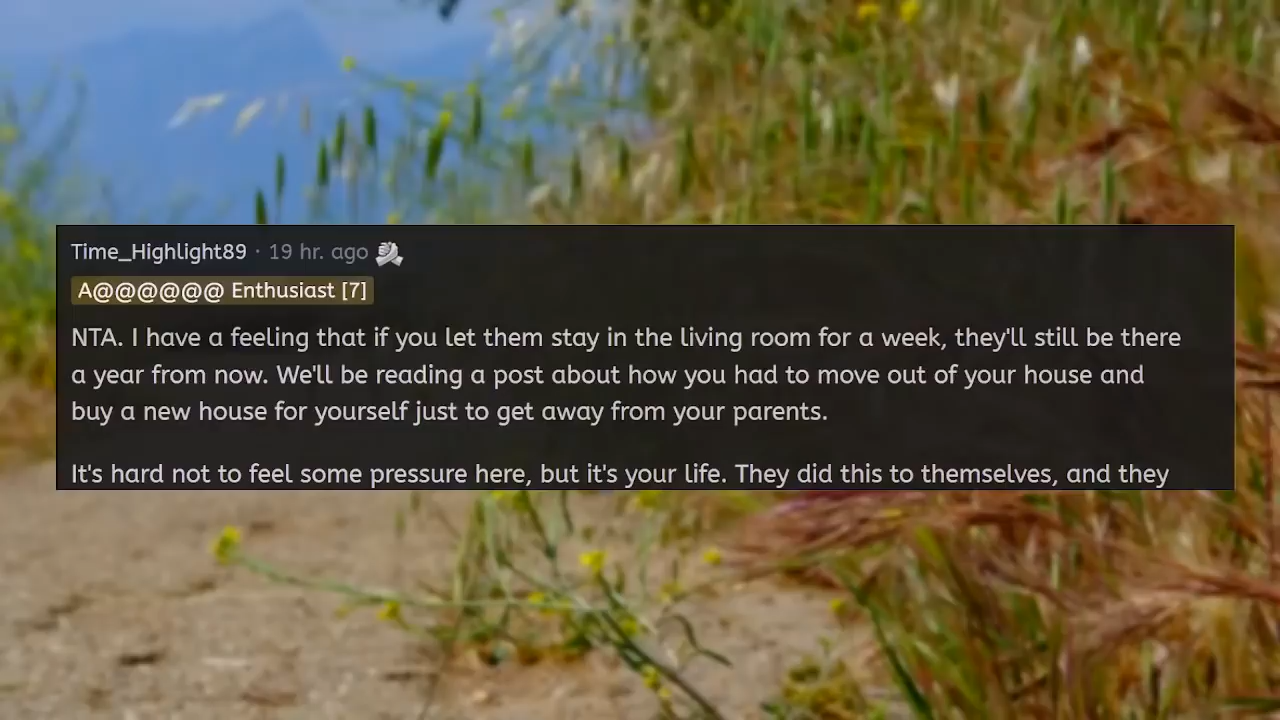 Time_Highlight89 · 19 hr. ago
A@@@@@@ Enthusiast [7]
NTA. I have a feeling that if you let them stay in the living room for a week, they'll still be there
a year from now. We'll be reading a post about how you had to move out of your house and
buy a new house for yourself just to get away from your parents.
It's hard not to feel some pressure here, but it's your life. They did this to themselves, and they